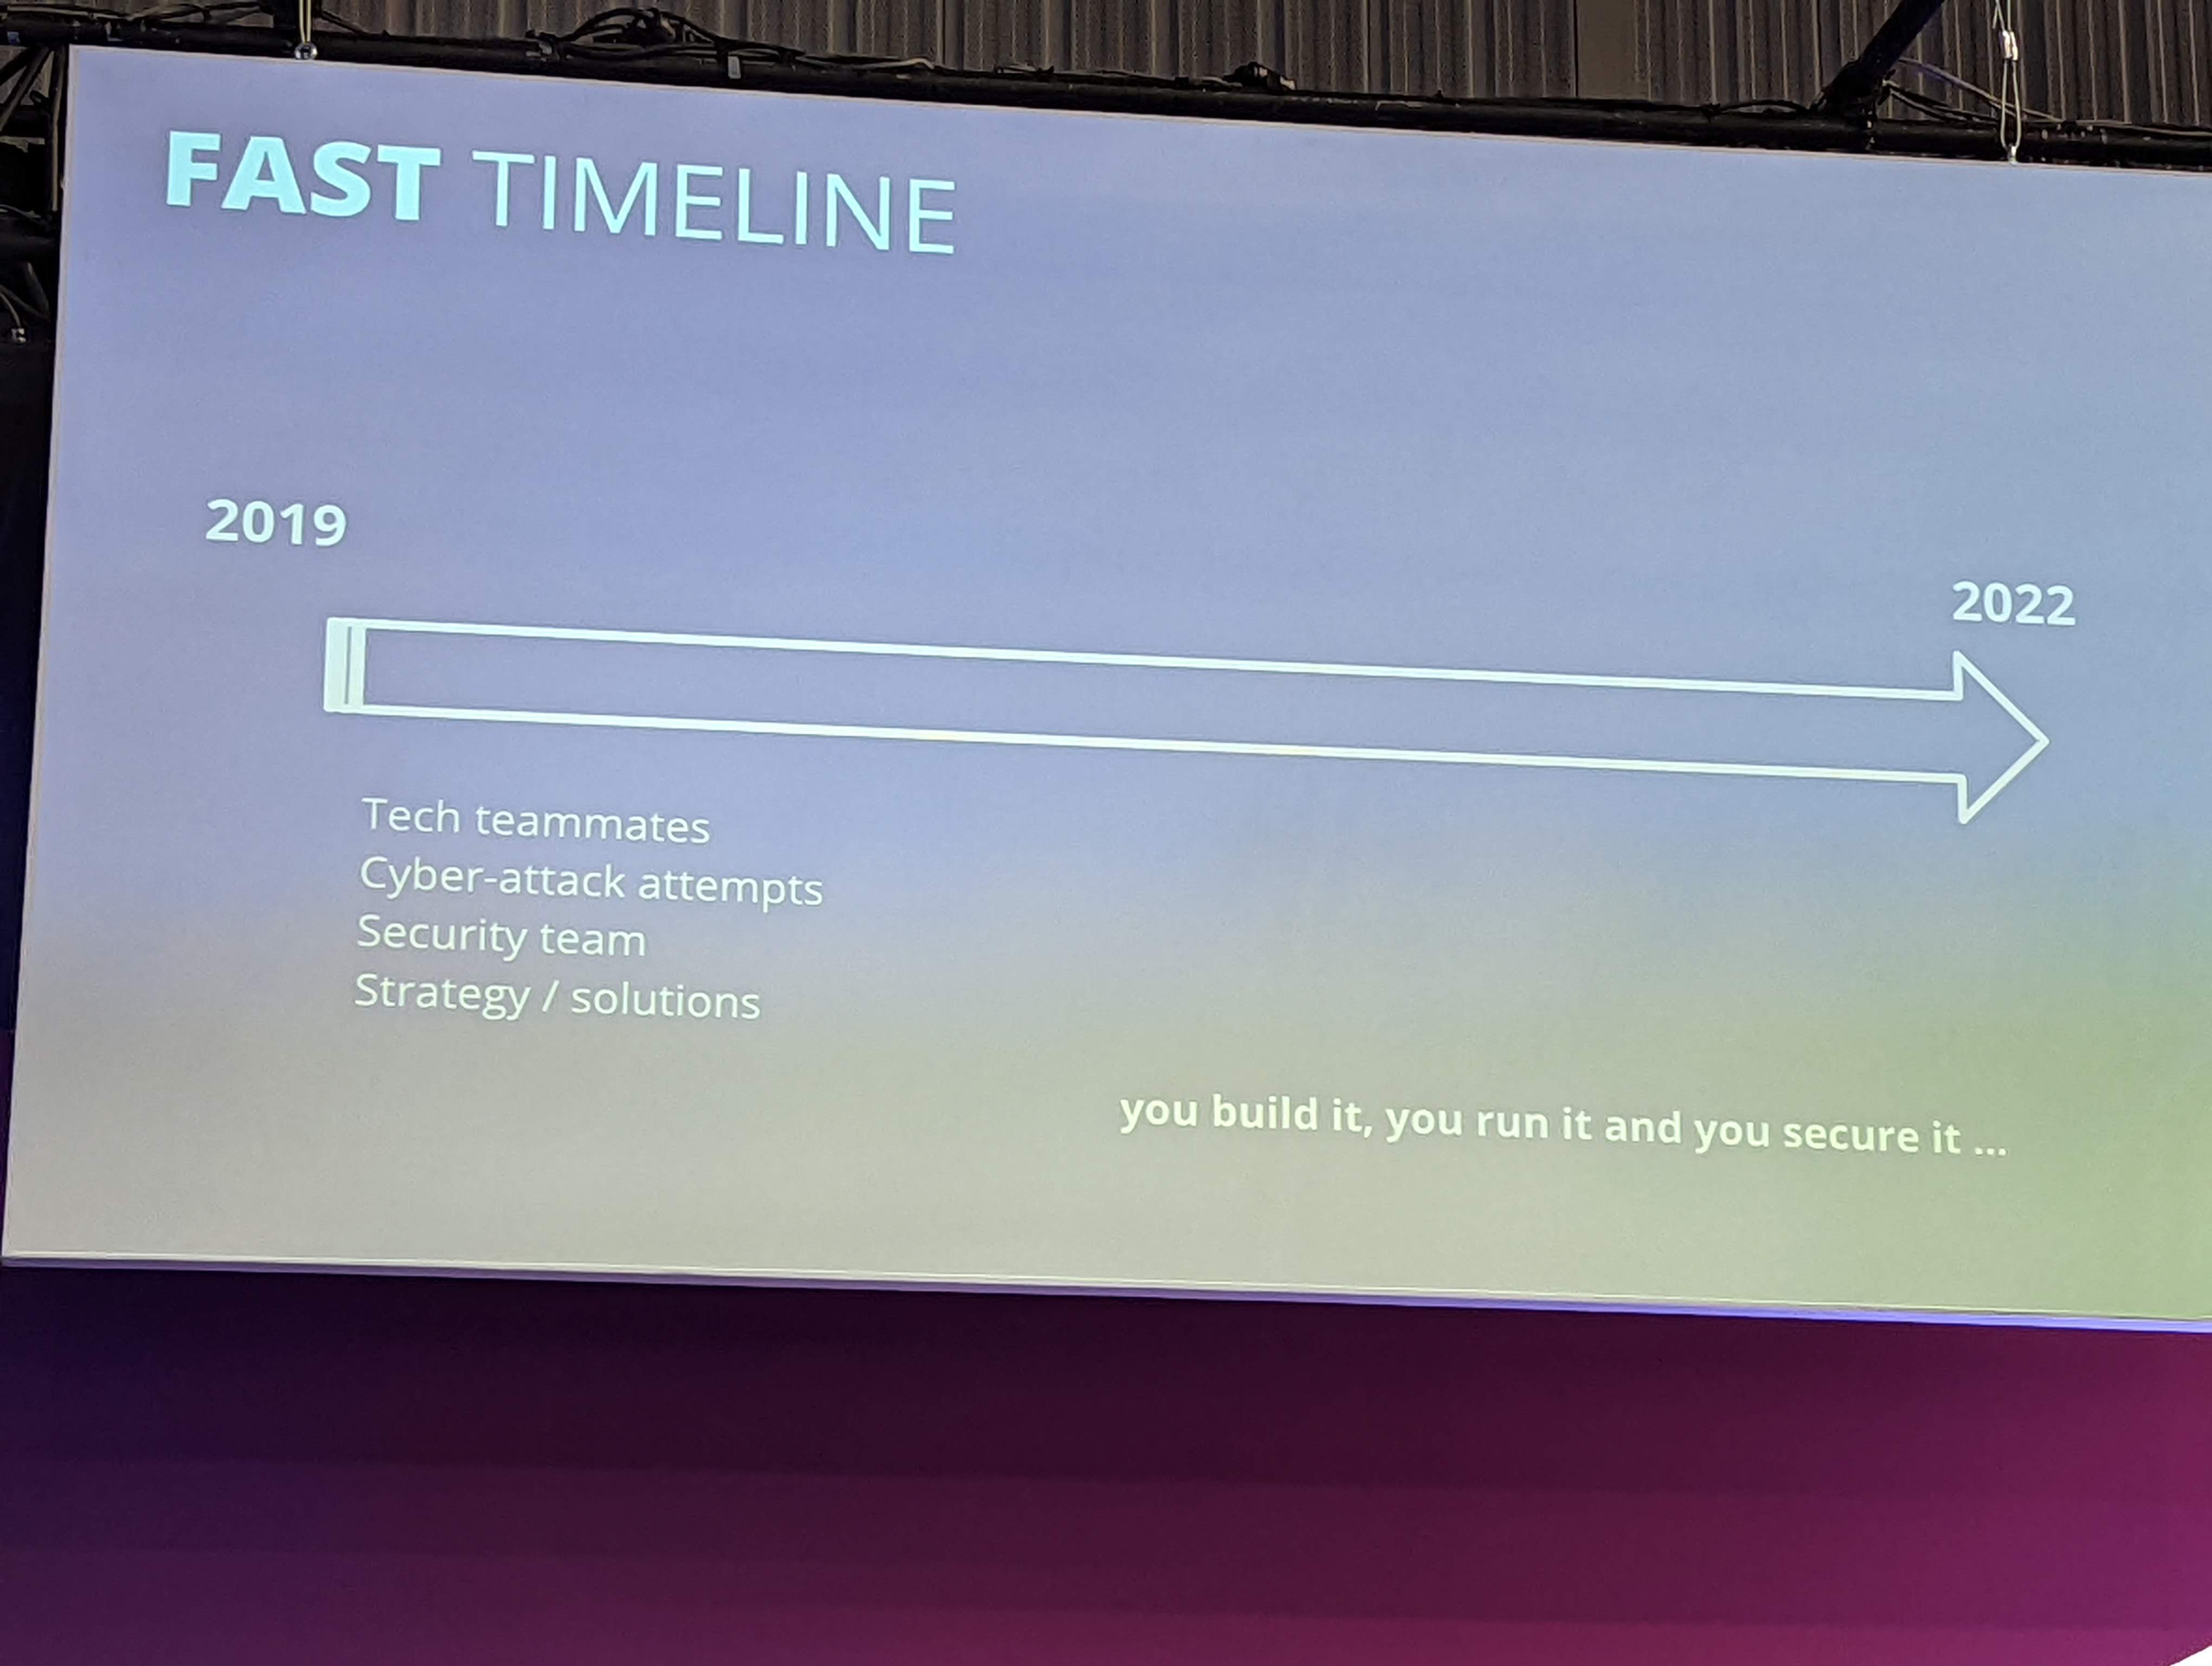 FAST TIMELINE
2019
2022
Tech teammates
Cyber-attack attempts
Security team
Strategy / solutions
you build it, you run it and you secure it ...